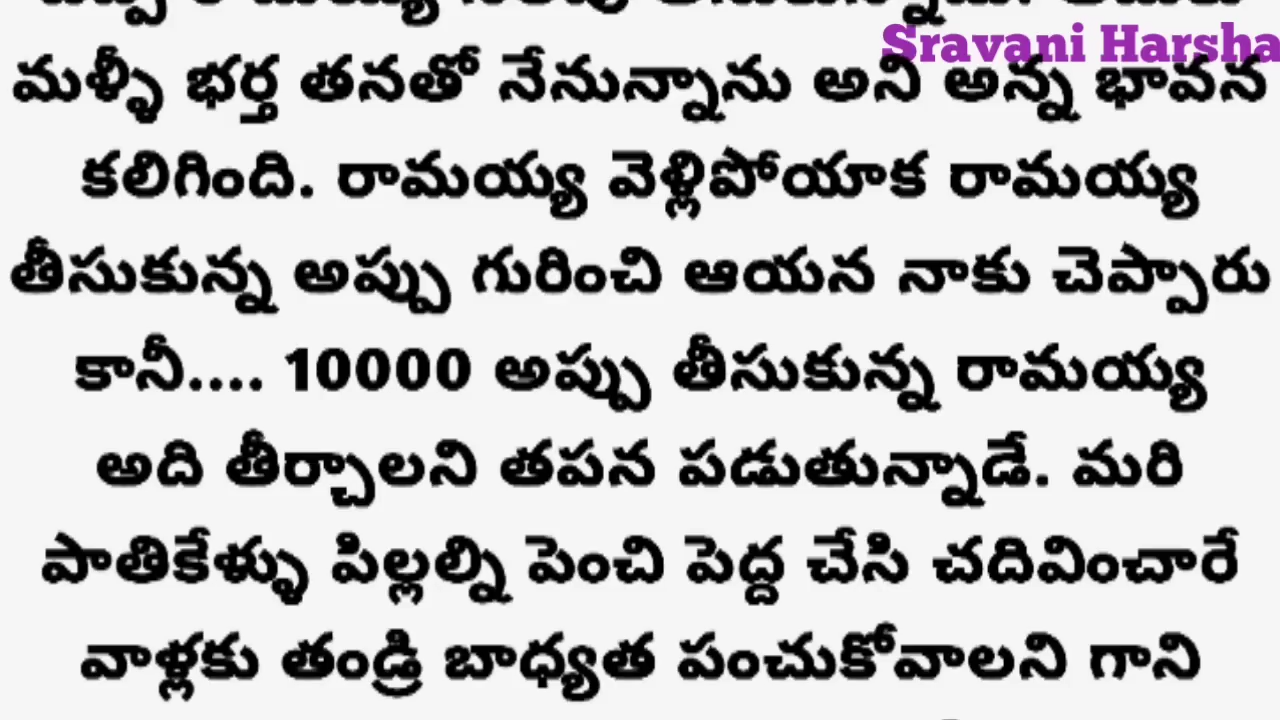 Sravani Harsha
మళ్ళీ భర్త తనతో నేనున్నాను అని అన్న భావన
కలిగింది. రామయ్య వెళ్లిపోయాక రామయ్య
తీసుకున్న అప్పు గురించి ఆయన నాకు చెప్పారు
కానీ.... 10000 అప్పు తీసుకున్న రామయ్య
అది తీర్చాలని తపన పడుతున్నాడే. మరి
పాతికేళ్ళు పిల్లల్ని పెంచి పెద్ద చేసి చదివించారే
వాళ్లకు తండ్రి బాధ్యత పంచుకోవాలని గాని